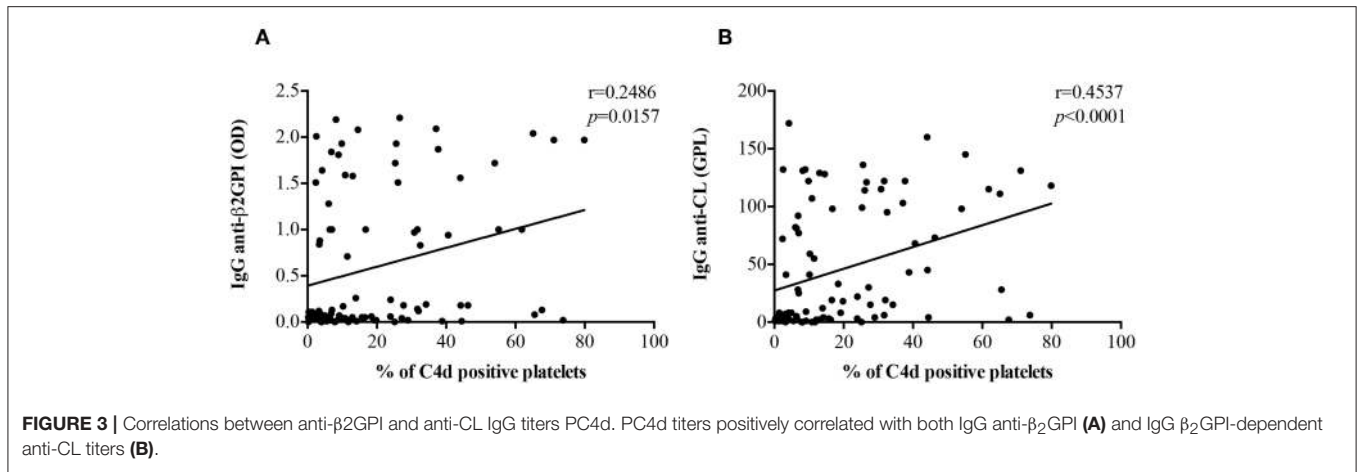 A
B
r=0.2486
p=0.0157
2.5
2.0
1.5
1.0
0.5
0.0
IgG anti-β2GPI (OD)
0 20 40 60 80 100
% of C4d positive platelets
r=0.4537
p<0.0001
200
150
100
50
0
IgG anti-CL (GPL)
0 20 40 60 80 100
% of C4d positive platelets
FIGURE 3 | Correlations between anti-β2GPI and anti-CL IgG titers PC4d. PC4d titers positively correlated with both IgG anti-β₂GPI (A) and IgG β₂GPI-dependent
anti-CL titers (B).